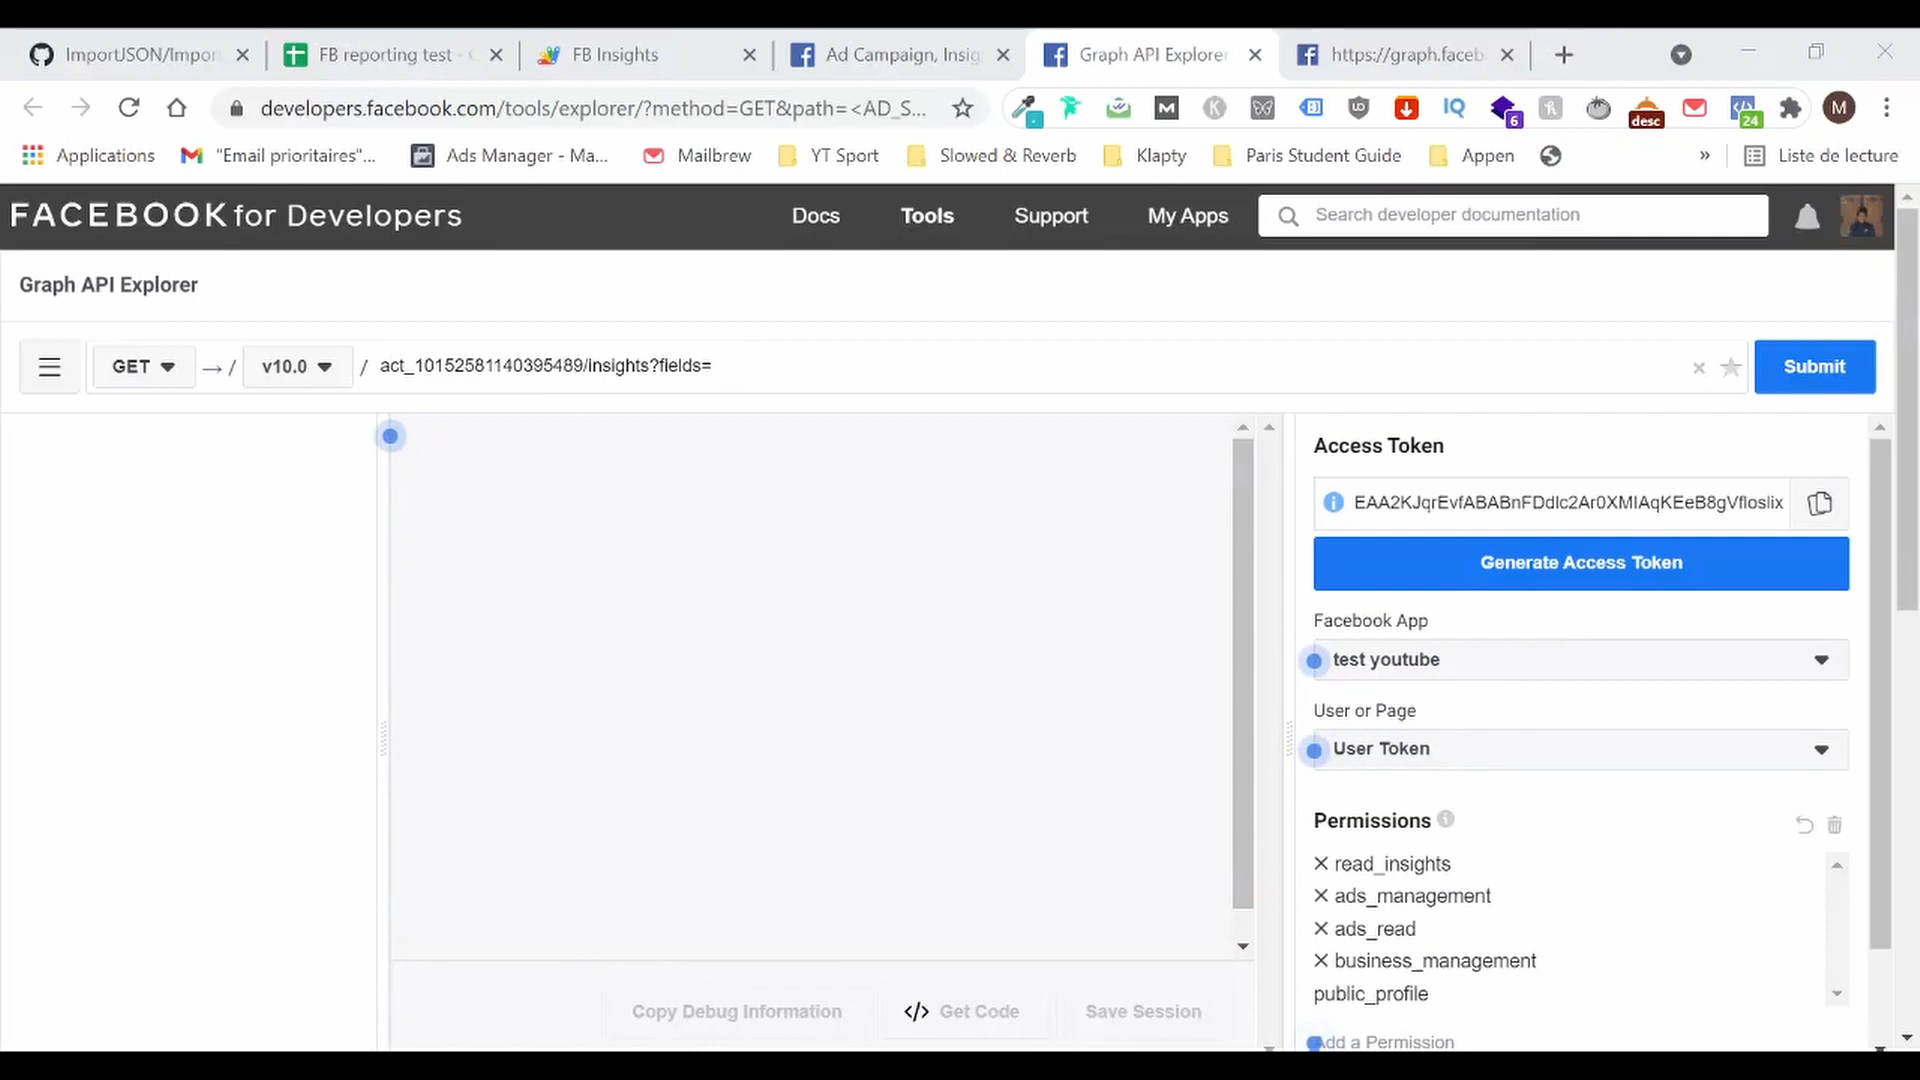 ImportJSON/Impor
FB reporting test -
FB Insights
Ad Campaign, Insig
Graph API Explorer
https://graph.faceb
developers.facebook.com/tools/explorer/?method=GET&path=<AD_S...
6
desc
24
M
Applications
"Email prioritaires"...
Ads Manager - Ma...
Mailbrew
YT Sport
Slowed & Reverb
Klapty
Paris Student Guide
Appen
»
Liste de lecture
FACEBOOK for Developers
Docs
Tools
Support
My Apps
Search developer documentation
Graph API Explorer
GET
→ /
v10.0
/
act_10152581140395489/insights?fields=
Submit
Access Token
EAA2KJqrEvfABABnFDdIc2Ar0XMIAqKEeB8gVfloslix
Generate Access Token
Facebook App
test youtube
User or Page
User Token
Permissions
read_insights
ads_management
ads_read
business_management
public_profile
Add a Permission
Copy Debug Information
</> Get Code
Save Session